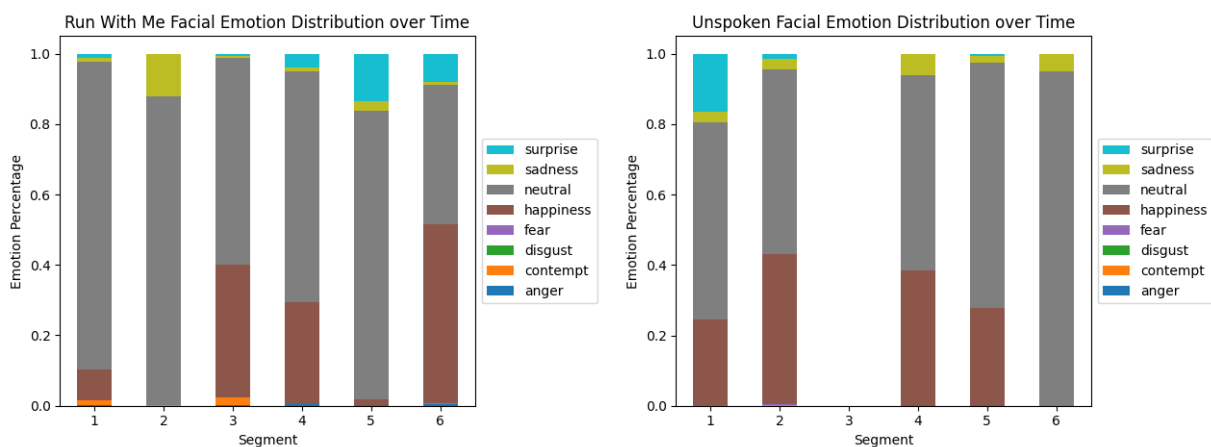 Run With Me Facial Emotion Distribution over Time
1.0
0.8
0.6
0.4
0.2
0.0
Emotion Percentage
1 2 3 4 5 6
Segment
surprise
sadness
neutral
happiness
fear
disgust
contempt
anger
Unspoken Facial Emotion Distribution over Time
1.0
0.8
0.6
0.4
0.2
0.0
Emotion Percentage
1 2 3 4 5 6
Segment
surprise
sadness
neutral
happiness
fear
disgust
contempt
anger